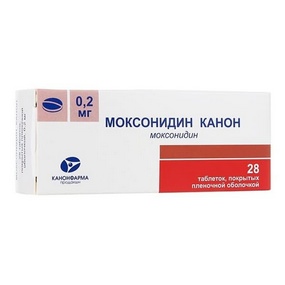 0,2
мг
МОКСОНИДИН КАНОН
моксонидин
КАНОНФАРМА
продакшн
28
таблеток, покрытых
пленочной оболочкой